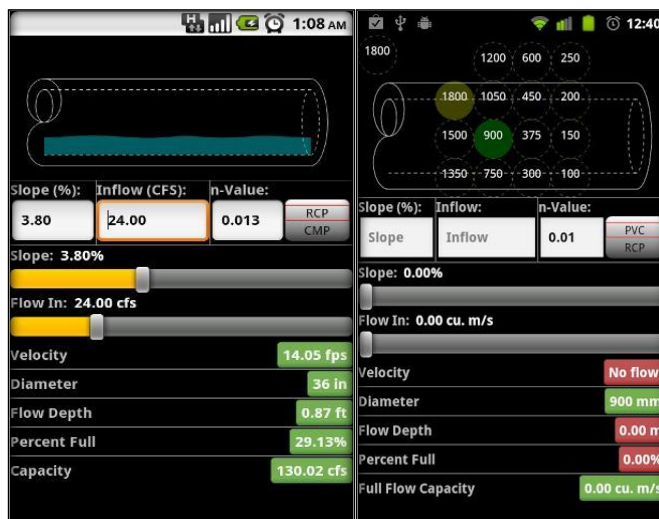 1:08 AM
Slope (%): Inflow (CFS): n-Value:
3.80 24.00 0.013 RCP
CMP
Slope: 3.80%
Flow In: 24.00 cfs
Velocity 14.05 fps
Diameter 36 in
Flow Depth 0.87 ft
Percent Full 29.13%
Capacity 130.02 cfs
12:40
1800
1200 600 250
1800 1050 450 200
1500 900 375 150
1350 750 300 100
Slope (%): Inflow: n-Value:
Slope Inflow 0.01 PVC
RCP
Slope: 0.00%
Flow In: 0.00 cu. m/s
Velocity No flow
Diameter 900 mm
Flow Depth 0.00 m
Percent Full 0.00%
Full Flow Capacity 0.00 cu. m/s